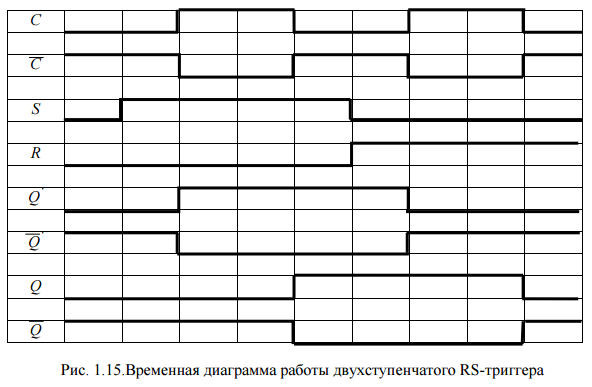 C
C̅
S
R
Q'
Q̅'
Q
Q̅
Рис. 1.15.Временная диаграмма работы двухступенчатого RS-триггера